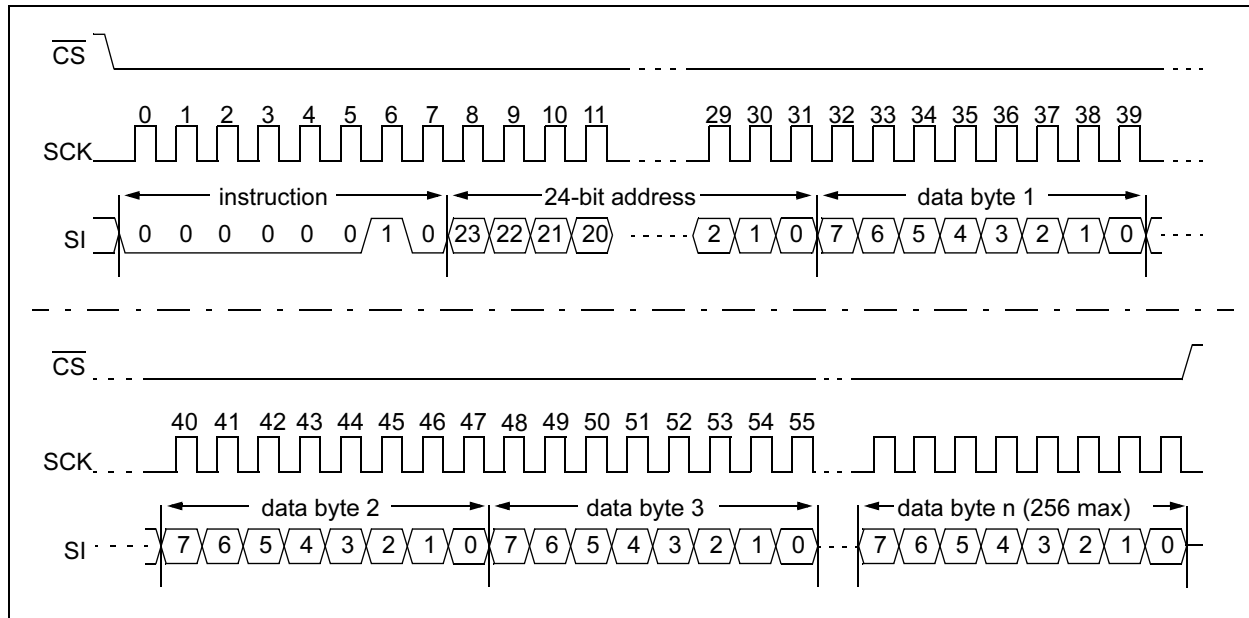 CS
0 1 2 3 4 5 6 7 8 9 10 11 29 30 31 32 33 34 35 36 37 38 39
SCK
instruction 24-bit address data byte 1
SI 0 0 0 0 0 0 1 0 23 22 21 20 2 1 0 7 6 5 4 3 2 1 0
CS
40 41 42 43 44 45 46 47 48 49 50 51 52 53 54 55
SCK
data byte 2 data byte 3 data byte n (256 max)
SI 7 6 5 4 3 2 1 0 7 6 5 4 3 2 1 0 7 6 5 4 3 2 1 0